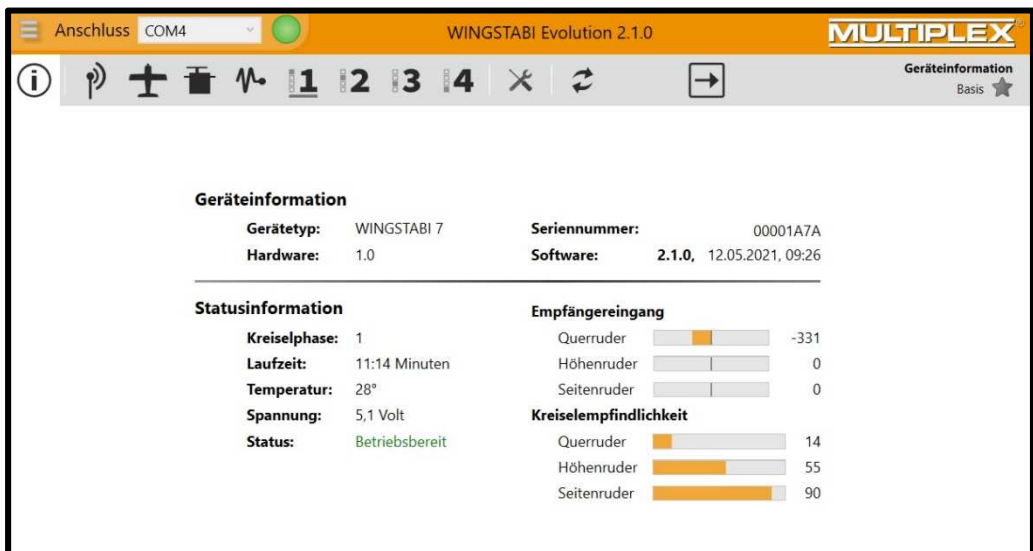 Anschluss COM4 WINGSTABI Evolution 2.1.0 MULTIPLEX®
1 2 3 4 Geräteinformation
Basis
Geräteinformation
Gerätetyp: WINGSTABI 7 Seriennummer: 00001A7A
Hardware: 1.0 Software: 2.1.0, 12.05.2021, 09:26
Statusinformation Empfängereingang
Kreiselphase: 1 Querruder -331
Laufzeit: 11:14 Minuten Höhenruder 0
Temperatur: 28° Seitenruder 0
Spannung: 5,1 Volt Kreiselempfindlichkeit
Status: Betriebsbereit Querruder 14
Höhenruder 55
Seitenruder 90